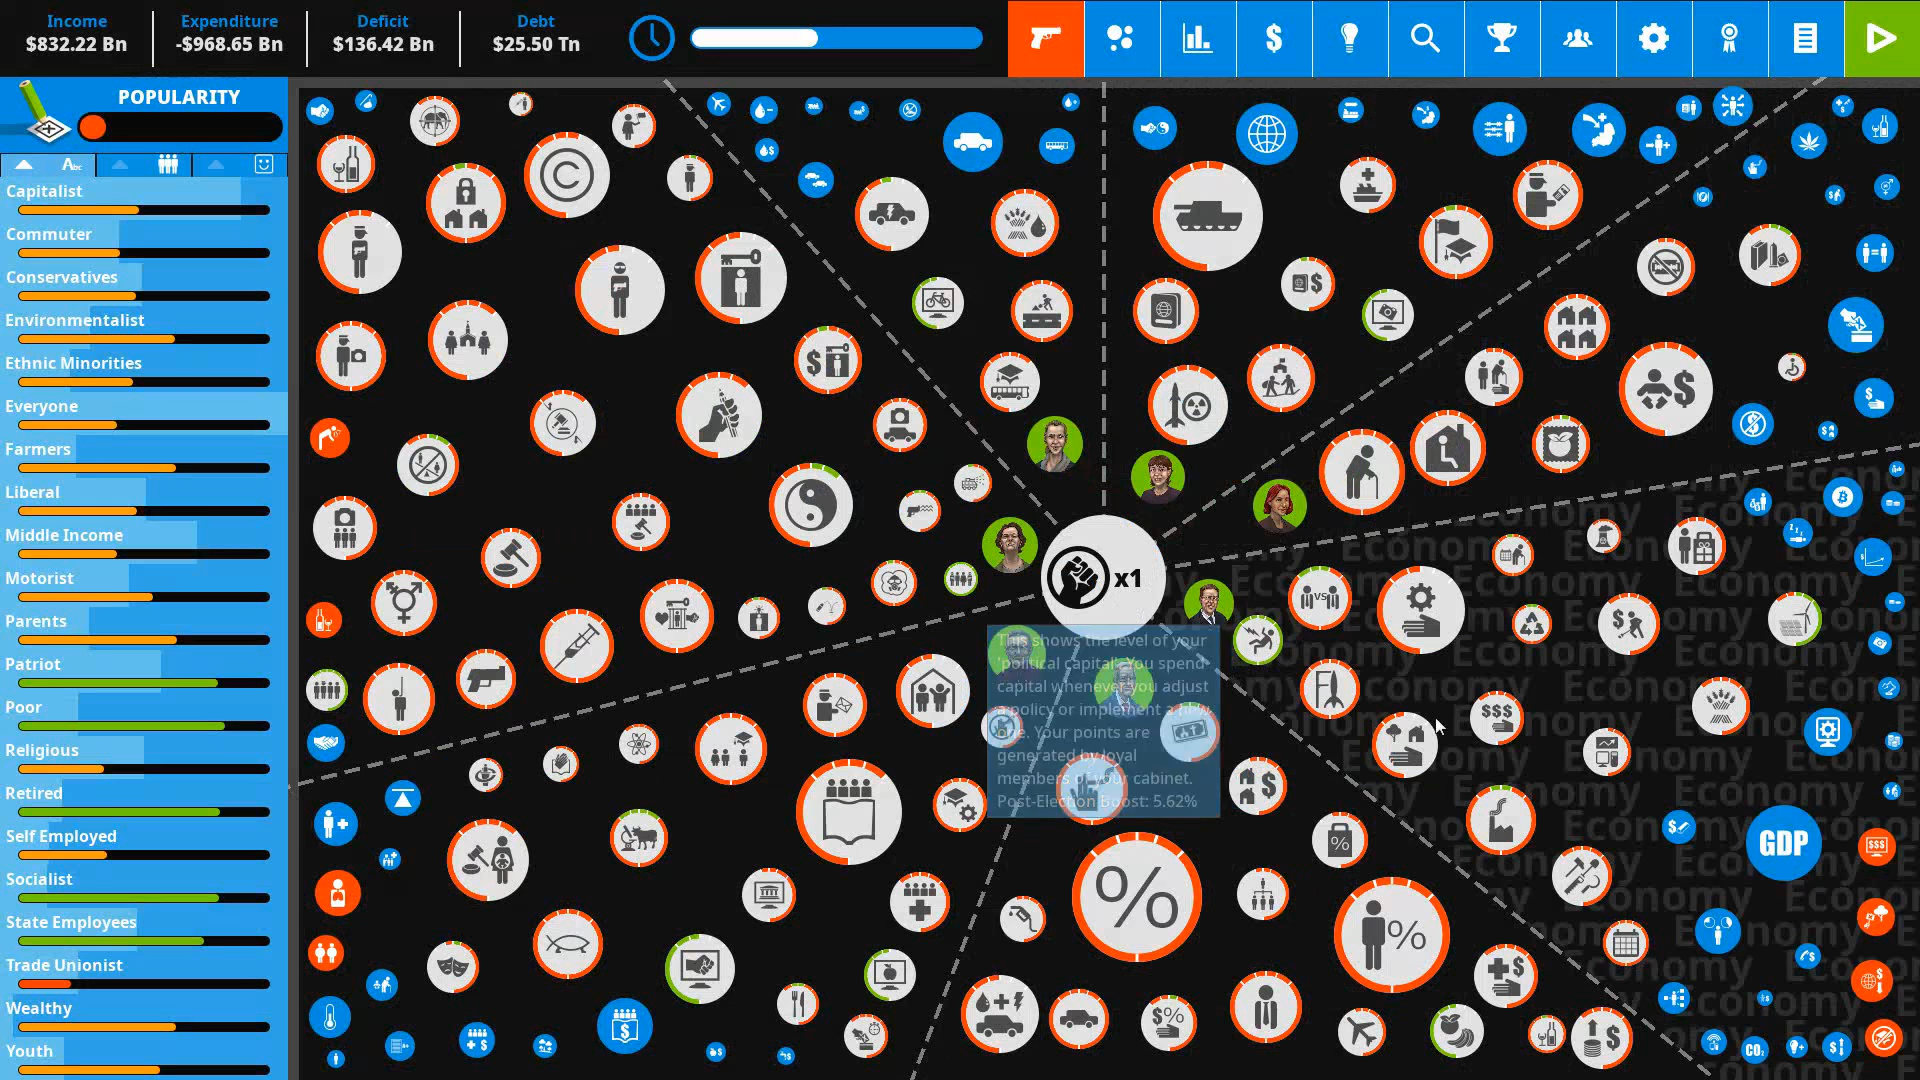 Income
$832.22 Bn
Expenditure
-$968.65 Bn
Deficit
$136.42 Bn
Debt
$25.50 Tn
$
POPULARITY
Abc
Capitalist
Commuter
Conservatives
Environmentalist
Ethnic Minorities
Everyone
Farmers
Liberal
Middle Income
Motorist
Parents
Patriot
Poor
Religious
Retired
Self Employed
Socialist
State Employees
Trade Unionist
Wealthy
Youth
x1
This shows the level of your
'political capital'. You spend
capital whenever you adjust
a policy or implement a new
one. Your points are
generated by loyal
members of your cabinet.
Post-Election Boost: 5.62%
Economy
VS
$$$
%
%
%
GDP
CO₂